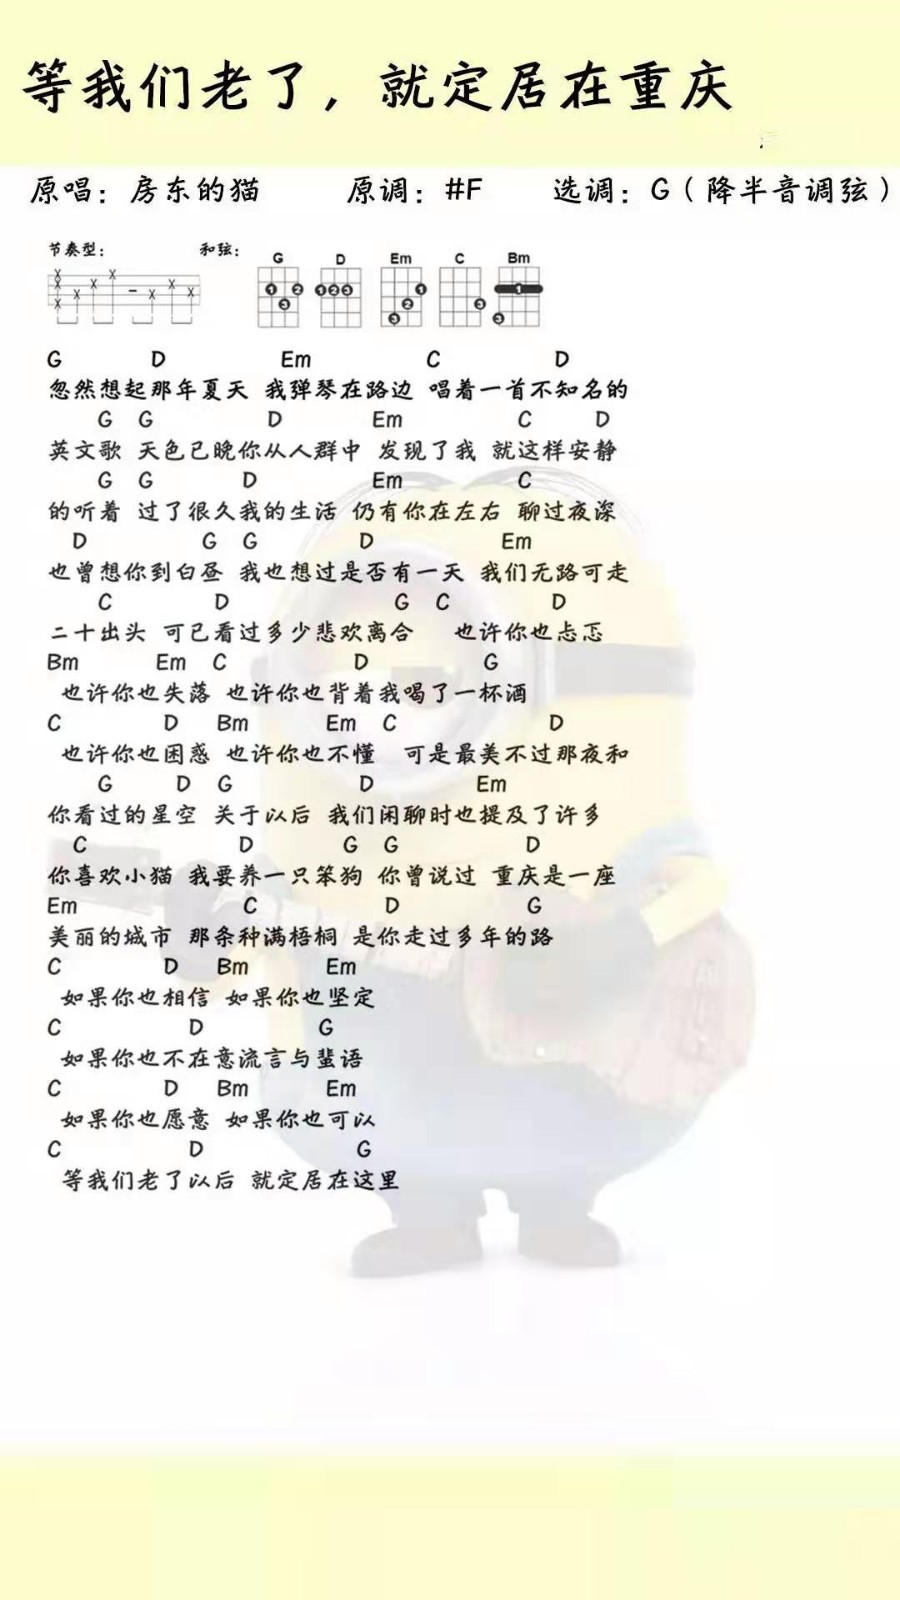 等我们老了，就定居在重庆
原唱：房东的猫 原调：#F 选调：G（降半音调弦）
节奏型： 和弦： G D Em C Bm
G D Em C D
忽然想起那年夏天 我弹琴在路边 唱着一首不知名的
G G D Em C D
英文歌 天色已晚你从人群中 发现了我 就这样安静
G G D Em C
的听着 过了很久我的生活 仍有你在左右 聊过夜深
D G G D Em
也曾想你到白昼 我也想过是否有一天 我们无路可走
C D G C D
二十出头 可已看过多少悲欢离合 也许你也忐忑
Bm Em C D G
也许你也失落 也许你也背着我喝了一杯酒
C D Bm Em C D
也许你也困惑 也许你也不懂 可是最美不过那夜和
G D G D Em
你看过的星空 关于以后 我们闲聊时也提及了许多
C D G G D
你喜欢小猫 我要养一只笨狗 你曾说过 重庆是一座
Em C D G
美丽的城市 那条种满梧桐 是你走过多年的路
C D Bm Em
如果你也相信 如果你也坚定
C D G
如果你也不在意流言与蜚语
C D Bm Em
如果你也愿意 如果你也可以
C D G
等我们老了以后 就定居在这里